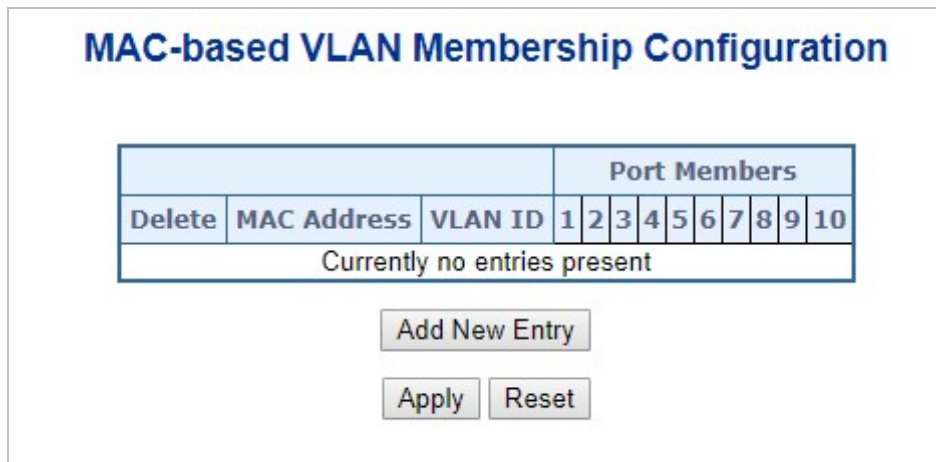 MAC-based VLAN Membership Configuration
Port Members
Delete MAC Address VLAN ID 1 2 3 4 5 6 7 8 9 10
Currently no entries present
Add New Entry
Apply Reset